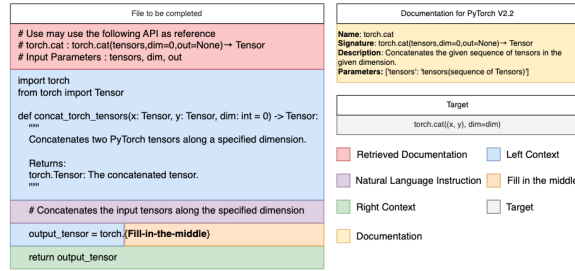 File to be completed
# Use may use the following API as reference
# torch.cat : torch.cat(tensors,dim=0,out=None)→ Tensor
# Input Parameters : tensors, dim, out
import torch
from torch import Tensor
def concat_torch_tensors(x: Tensor, y: Tensor, dim: int = 0) -> Tensor:
"""
Concatenates two PyTorch tensors along a specified dimension.
Returns:
torch.Tensor: The concatenated tensor.
"""
# Concatenates the input tensors along the specified dimension
output_tensor = torch.{Fill-in-the-middle}
return output_tensor
Documentation for PyTorch V2.2
Name: torch.cat
Signature: torch.cat(tensors,dim=0,out=None)→ Tensor
Description: Concatenates the given sequence of tensors in the
given dimension.
Parameters: ['tensors': 'tensors(sequence of Tensors)']
Target
torch.cat((x, y), dim=dim)
Retrieved Documentation
Left Context
Natural Language Instruction
Fill in the middle
Right Context
Target
Documentation